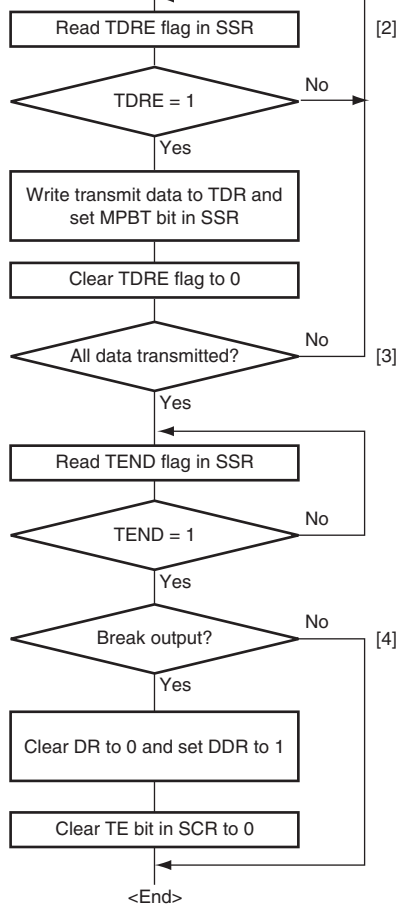 Read TDRE flag in SSR
[2]
TDRE = 1
No
Yes
Write transmit data to TDR and
set MPBT bit in SSR
Clear TDRE flag to 0
All data transmitted?
No
[3]
Yes
Read TEND flag in SSR
TEND = 1
No
Yes
Break output?
No
[4]
Yes
Clear DR to 0 and set DDR to 1
Clear TE bit in SCR to 0
<End>